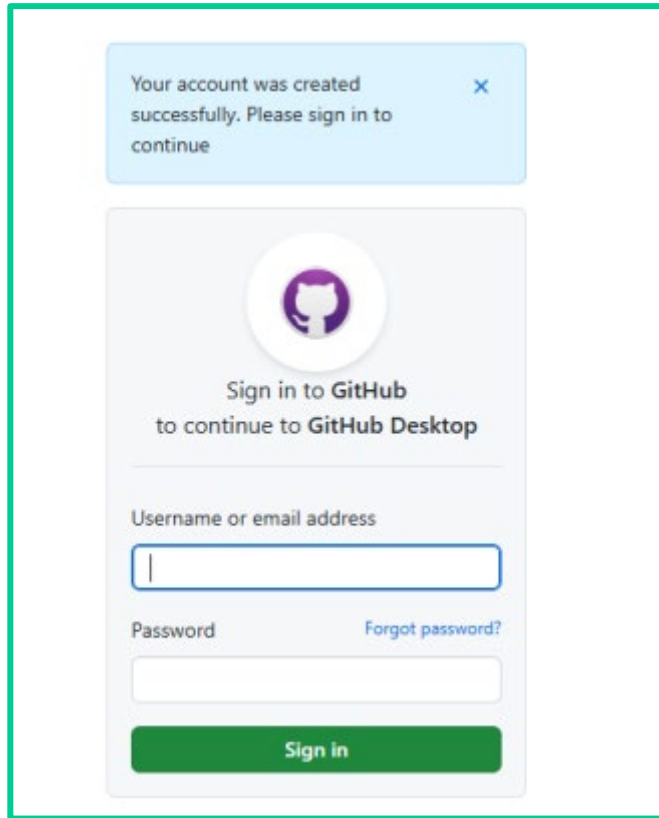 Your account was created
successfully. Please sign in to
continue
Sign in to GitHub
to continue to GitHub Desktop
Username or email address
Password Forgot password?
Sign in